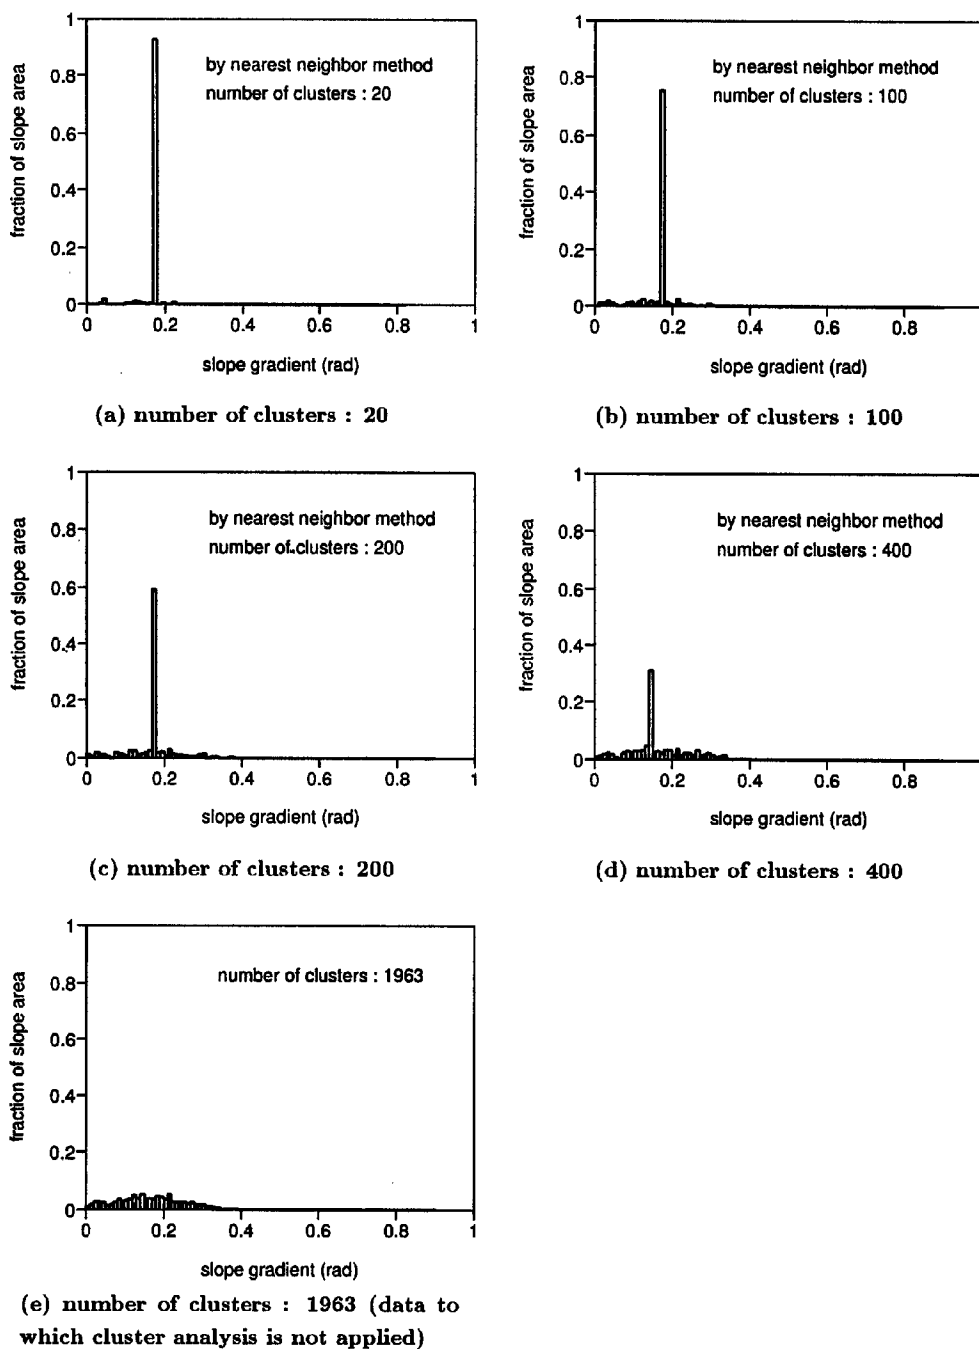 1
0.8
0.6
0.4
0.2
0
fraction of slope area
by nearest neighbor method
number of clusters : 20
0 0.2 0.4 0.6 0.8 1
slope gradient (rad)
(a) number of clusters : 20
1
0.8
0.6
0.4
0.2
0
fraction of slope area
by nearest neighbor method
number of clusters : 100
0 0.2 0.4 0.6 0.8
slope gradient (rad)
(b) number of clusters : 100
1
0.8
0.6
0.4
0.2
0
fraction of slope area
by nearest neighbor method
number of clusters : 200
0 0.2 0.4 0.6 0.8 1
slope gradient (rad)
(c) number of clusters : 200
1
0.8
0.6
0.4
0.2
0
fraction of slope area
by nearest neighbor method
number of clusters : 400
0 0.2 0.4 0.6 0.8
slope gradient (rad)
(d) number of clusters : 400
1
0.8
0.6
0.4
0.2
0
fraction of slope area
number of clusters : 1963
0 0.2 0.4 0.6 0.8 1
slope gradient (rad)
(e) number of clusters : 1963 (data to
which cluster analysis is not applied)